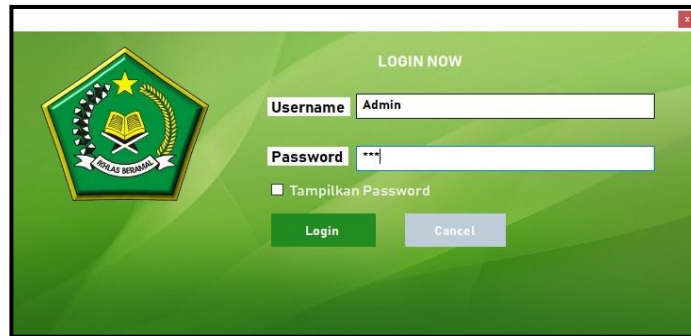 x
LOGIN NOW
Username Admin
Password ***
Tampilkan Password
Login Cancel
IKHLAS BERAMAL